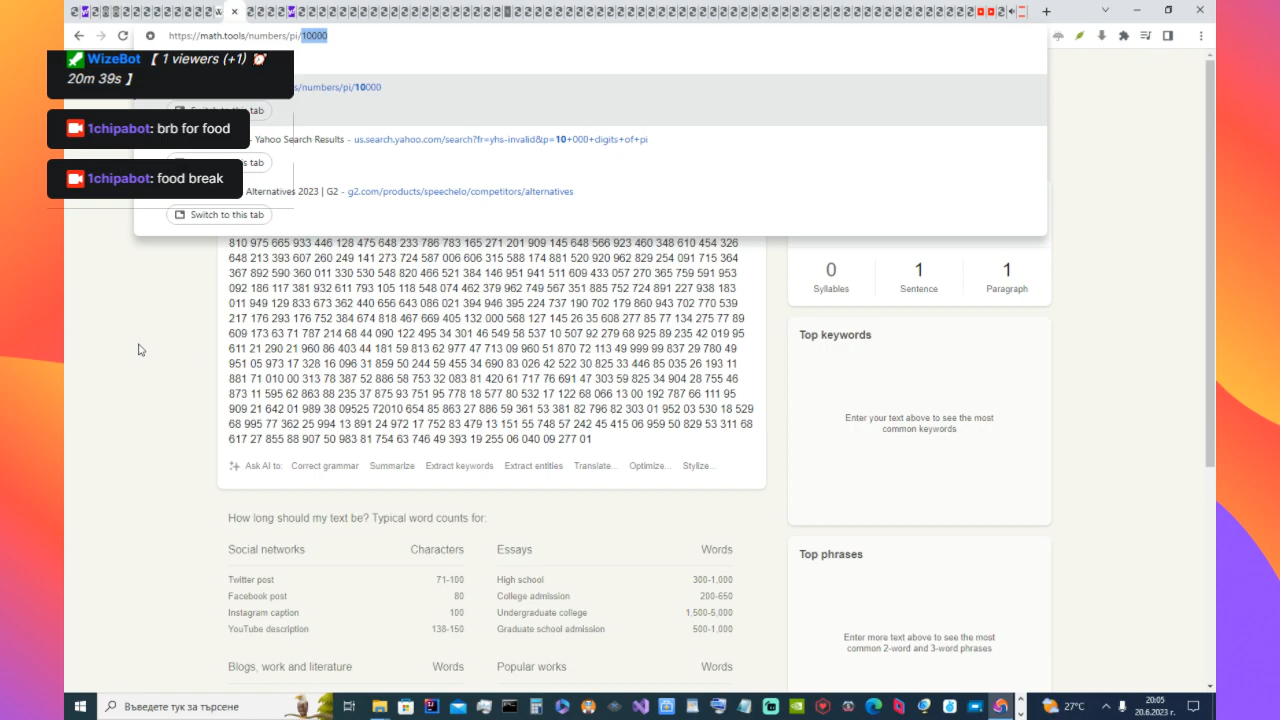 https://math.tools/numbers/pi/10000
WizeBot [ 1 viewers (+1) ⏰
20m 39s ]
s/numbers/pi/10000
Switch to this tab
1chipabot: brb for food
- Yahoo Search Results - us.search.yahoo.com/search?fr=yhs-invalid&p=10+000+digits+of+pi
this tab
1chipabot: food break
Alternatives 2023 | G2 - g2.com/products/speechelo/competitors/alternatives
Switch to this tab
810 975 665 933 446 128 475 648 233 786 783 165 271 201 909 145 648 566 923 460 348 610 454 326
648 213 393 607 260 249 141 273 724 587 006 606 315 588 174 881 520 920 962 829 254 091 715 364
367 892 590 360 011 330 530 548 820 466 521 384 146 951 941 511 609 433 057 270 365 759 591 953
092 186 117 381 932 611 793 105 118 548 074 462 379 962 749 567 351 885 752 724 891 227 938 183
011 949 129 833 673 362 440 656 643 086 021 394 946 395 224 737 190 702 179 860 943 702 770 539
217 176 293 176 752 384 674 818 467 669 405 132 000 568 127 145 26 35 608 277 85 77 134 275 77 89
609 173 63 71 787 214 68 44 090 122 495 34 301 46 549 58 537 10 507 92 279 68 925 89 235 42 019 95
611 21 290 21 960 86 403 44 181 59 813 62 977 47 713 09 960 51 870 72 113 49 999 99 837 29 780 49
951 05 973 17 328 16 096 31 859 50 244 59 455 34 690 83 026 42 522 30 825 33 446 85 035 26 193 11
881 71 010 00 313 78 387 52 886 58 753 32 083 81 420 61 717 76 691 47 303 59 825 34 904 28 755 46
873 11 595 62 863 88 235 37 875 93 751 95 778 18 577 80 532 17 122 68 066 13 00 192 787 66 111 95
909 21 642 01 989 38 09525 72010 654 85 863 27 886 59 361 53 381 82 796 82 303 01 952 03 530 18 529
68 995 77 362 25 994 13 891 24 972 17 752 83 479 13 151 55 748 57 242 45 415 06 959 50 829 53 311 68
617 27 855 88 907 50 983 81 754 63 746 49 393 19 255 06 040 09 277 01
Ask AI to: Correct grammar Summarize Extract keywords Extract entities Translate... Optimize... Stylize...
0 1 1
Syllables Sentence Paragraph
Top keywords
Enter your text above to see the most
common keywords
Top phrases
Enter more text above to see the most
common 2-word and 3-word phrases
How long should my text be? Typical word counts for:
Social networks Characters
Twitter post 71-100
Facebook post 80
Instagram caption 100
YouTube description 138-150
Essays Words
High school 300-1,000
College admission 200-650
Undergraduate college 1,500-5,000
Graduate school admission 500-1,000
Blogs, work and literature Words
Popular works Words
Въведете тук за търсене
27°C
20:05
20.6.2023 г.